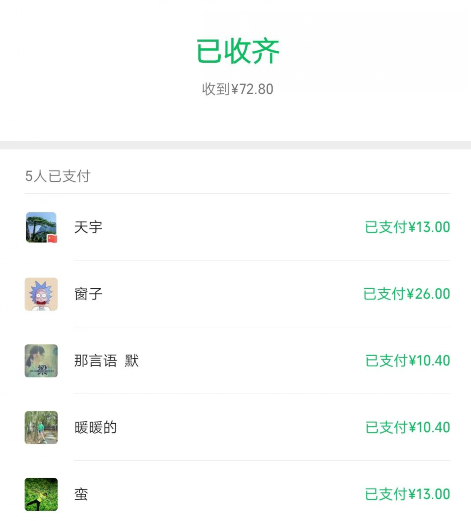 已收齐
收到¥72.80
5人已支付
天宇 已支付¥13.00
窗子 已支付¥26.00
那言语 默 已支付¥10.40
暖暖的 已支付¥10.40
蛮 已支付¥13.00